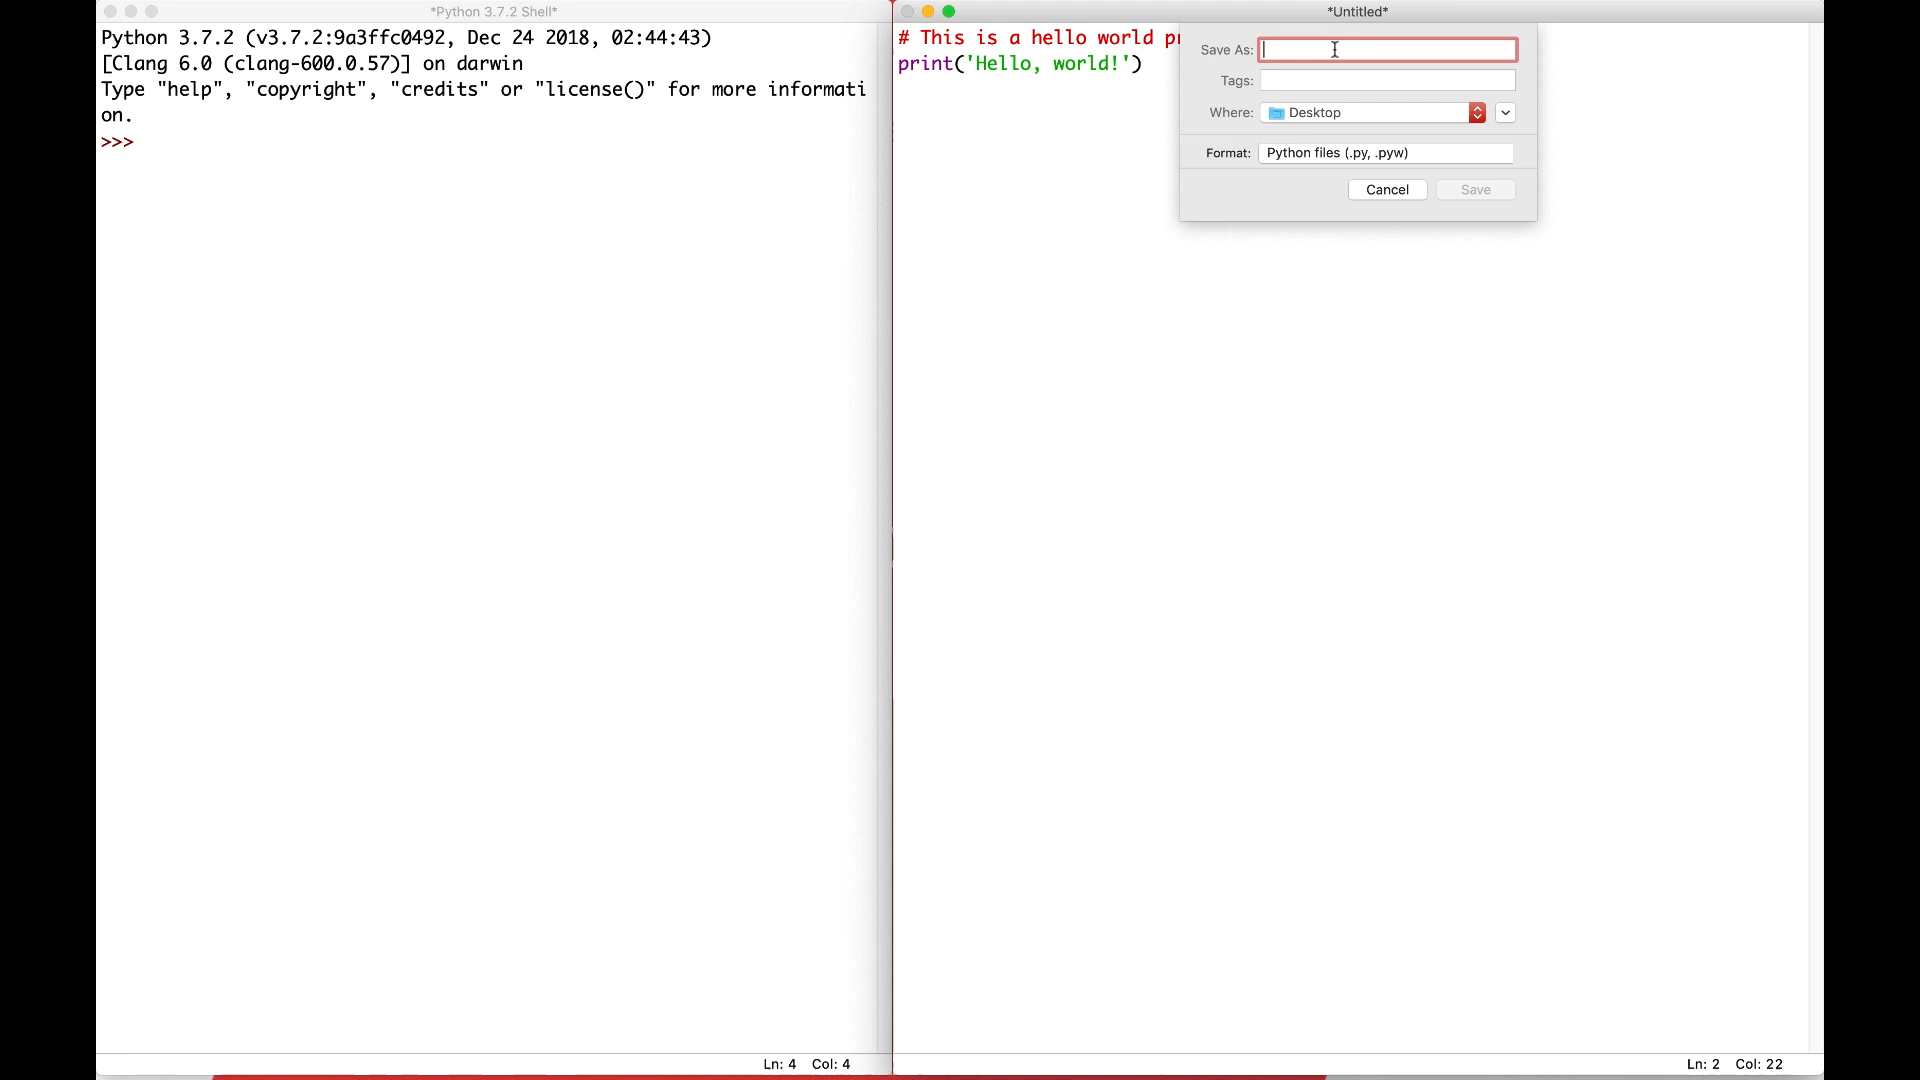 *Python 3.7.2 Shell*
Python 3.7.2 (v3.7.2:9a3ffc0492, Dec 24 2018, 02:44:43)
[Clang 6.0 (clang-600.0.57)] on darwin
Type "help", "copyright", "credits" or "license()" for more informati
on.
>>>
Ln: 4 Col: 4
*Untitled*
# This is a hello world
print('Hello, world!')
Save As:
Tags:
Where: Desktop
Format: Python files (.py, .pyw)
Cancel Save
Ln: 2 Col: 22